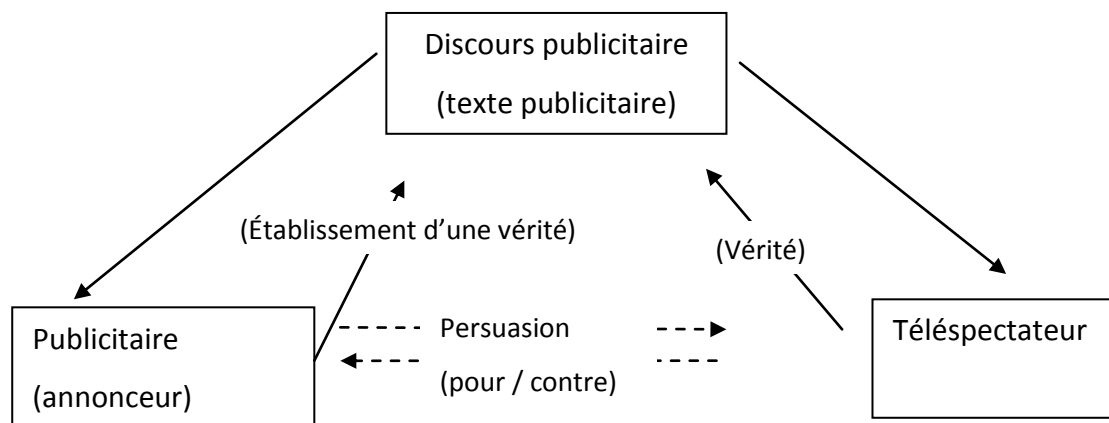 Discours publicitaire
(texte publicitaire)
(Établissement d’une vérité)
(Vérité)
Publicitaire
(annonceur)
Persuasion
(pour / contre)
Téléspectateur